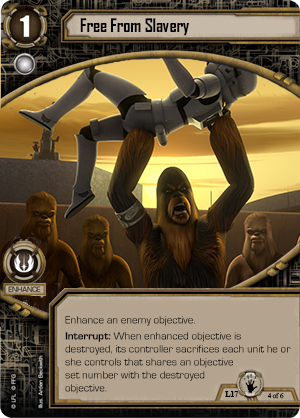 1
Free From Slavery
ENHANCE
Enhance an enemy objective.
Interrupt: When enhanced objective is
destroyed, its controller sacrifices each unit he or
she controls that shares an objective
set number with the destroyed
objective.
L17
4 of 6
© LFL © FFG